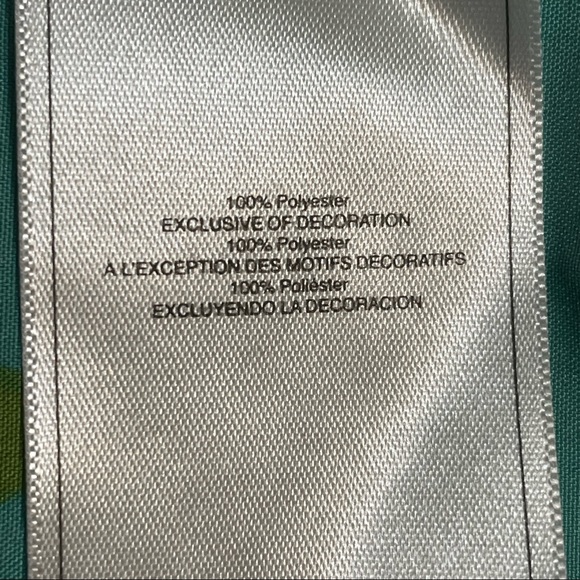 100% Polyester
EXCLUSIVE OF DECORATION
100% Polyester
A L'EXCEPTION DES MOTIFS DECORATIFS
100% Poliester
EXCLUYENDO LA DECORACION